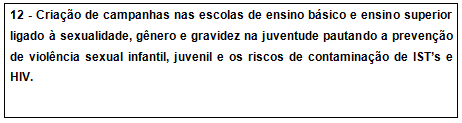 12 - Criação de campanhas nas escolas de ensino básico e ensino superior
ligado à sexualidade, gênero e gravidez na juventude pautando a prevenção
de violência sexual infantil, juvenil e os riscos de contaminação de IST's e
HIV.